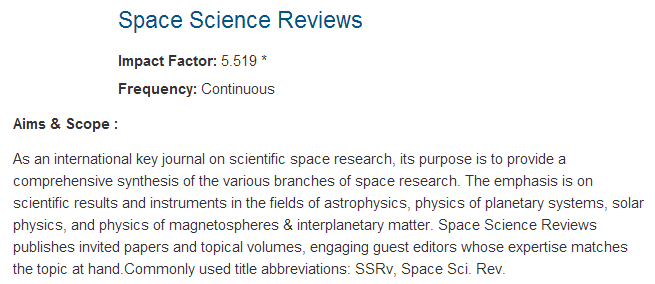 Space Science Reviews
Impact Factor: 5.519 *
Frequency: Continuous
Aims & Scope :
As an international key journal on scientific space research, its purpose is to provide a
comprehensive synthesis of the various branches of space research. The emphasis is on
scientific results and instruments in the fields of astrophysics, physics of planetary systems, solar
physics, and physics of magnetospheres & interplanetary matter. Space Science Reviews
publishes invited papers and topical volumes, engaging guest editors whose expertise matches
the topic at hand.Commonly used title abbreviations: SSRv, Space Sci. Rev.